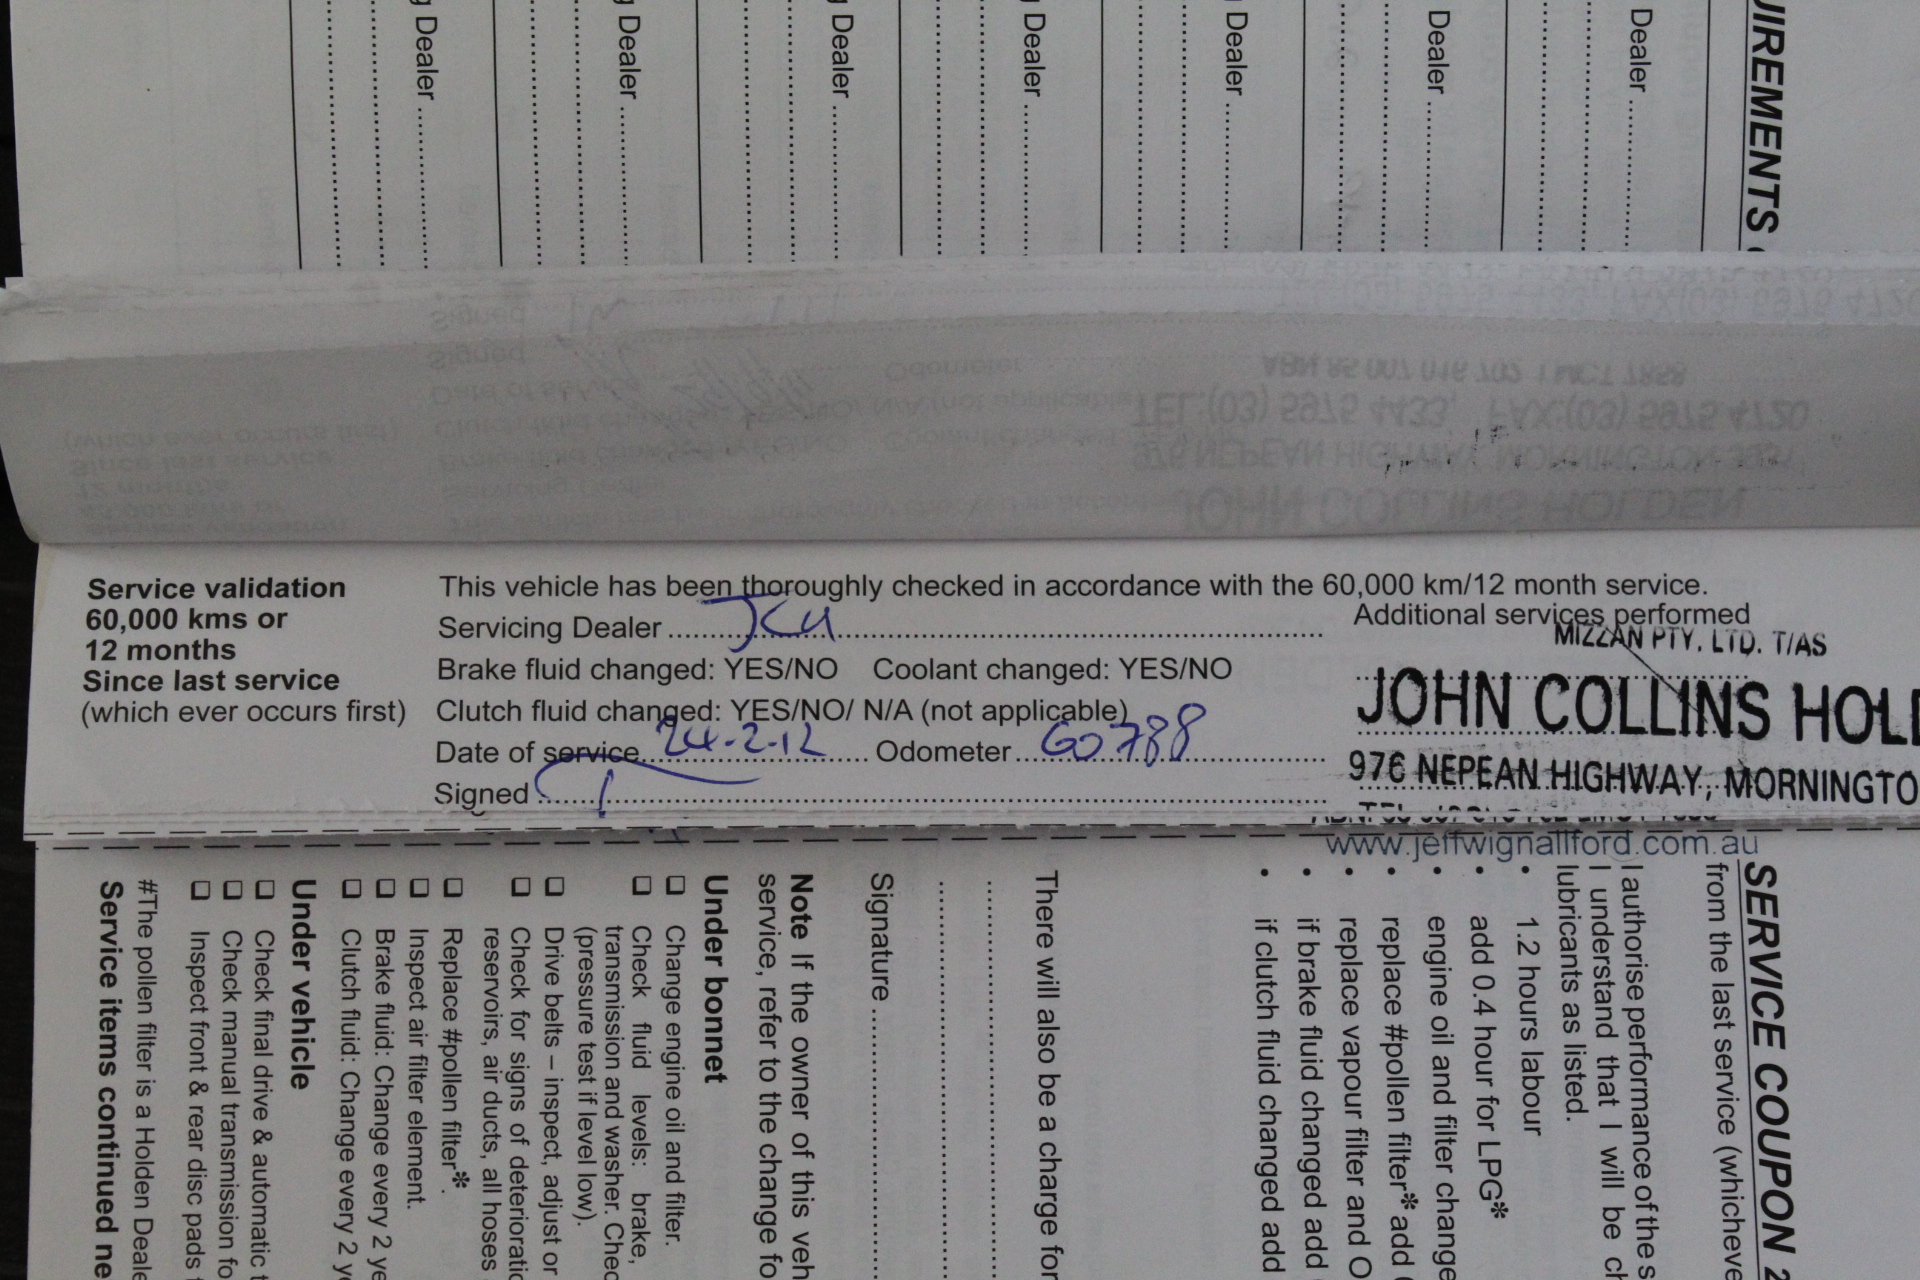 Dealer
Dealer
Dealer
Dealer
Dealer
Dealer
UIREMENTS
Service validation
60,000 kms or
12 months
Since last service
(which ever occurs first)
This vehicle has been thoroughly checked in accordance with the 60,000 km/12 month service.
Servicing Dealer
Brake fluid changed: YES/NO Coolant changed: YES/NO
Clutch fluid changed: YES/NO/ N/A (not applicable)
Date of service 24-2-12 Odometer 60788
Signed
Additional services performed
MIZZAN PTY. LTD. T/AS
JOHN COLLINS HOL
976 NEPEAN HIGHWAY, MORNINGTO
www.jeffwignallford.com.au
SERVICE COUPON 2
from the last service (whicheve
I authorise performance of the s
I understand that I will be ch
lubricants as listed.
• 1.2 hours labour
• add 0.4 hour for LPG*
• engine oil and filter change
• replace #pollen filter* add
• replace vapour filter and O
• if brake fluid changed add
• if clutch fluid changed add
There will also be a charge for
Signature
Note If the owner of this veh
service, refer to the change fo
Under bonnet
Change engine oil and filter.
Check fluid levels: brake,
transmission and washer. Chec
(pressure test if level low).
Drive belts – inspect, adjust or
Check for signs of deterioratio
reservoirs, air ducts, all hoses
Replace #pollen filter*.
Inspect air filter element.
Brake fluid: Change every 2 ye
Clutch fluid: Change every 2 ye
Under vehicle
Check final drive & automatic t
Check manual transmission fo
Inspect front & rear disc pads
#The pollen filter is a Holden Deale
Service items continued ne